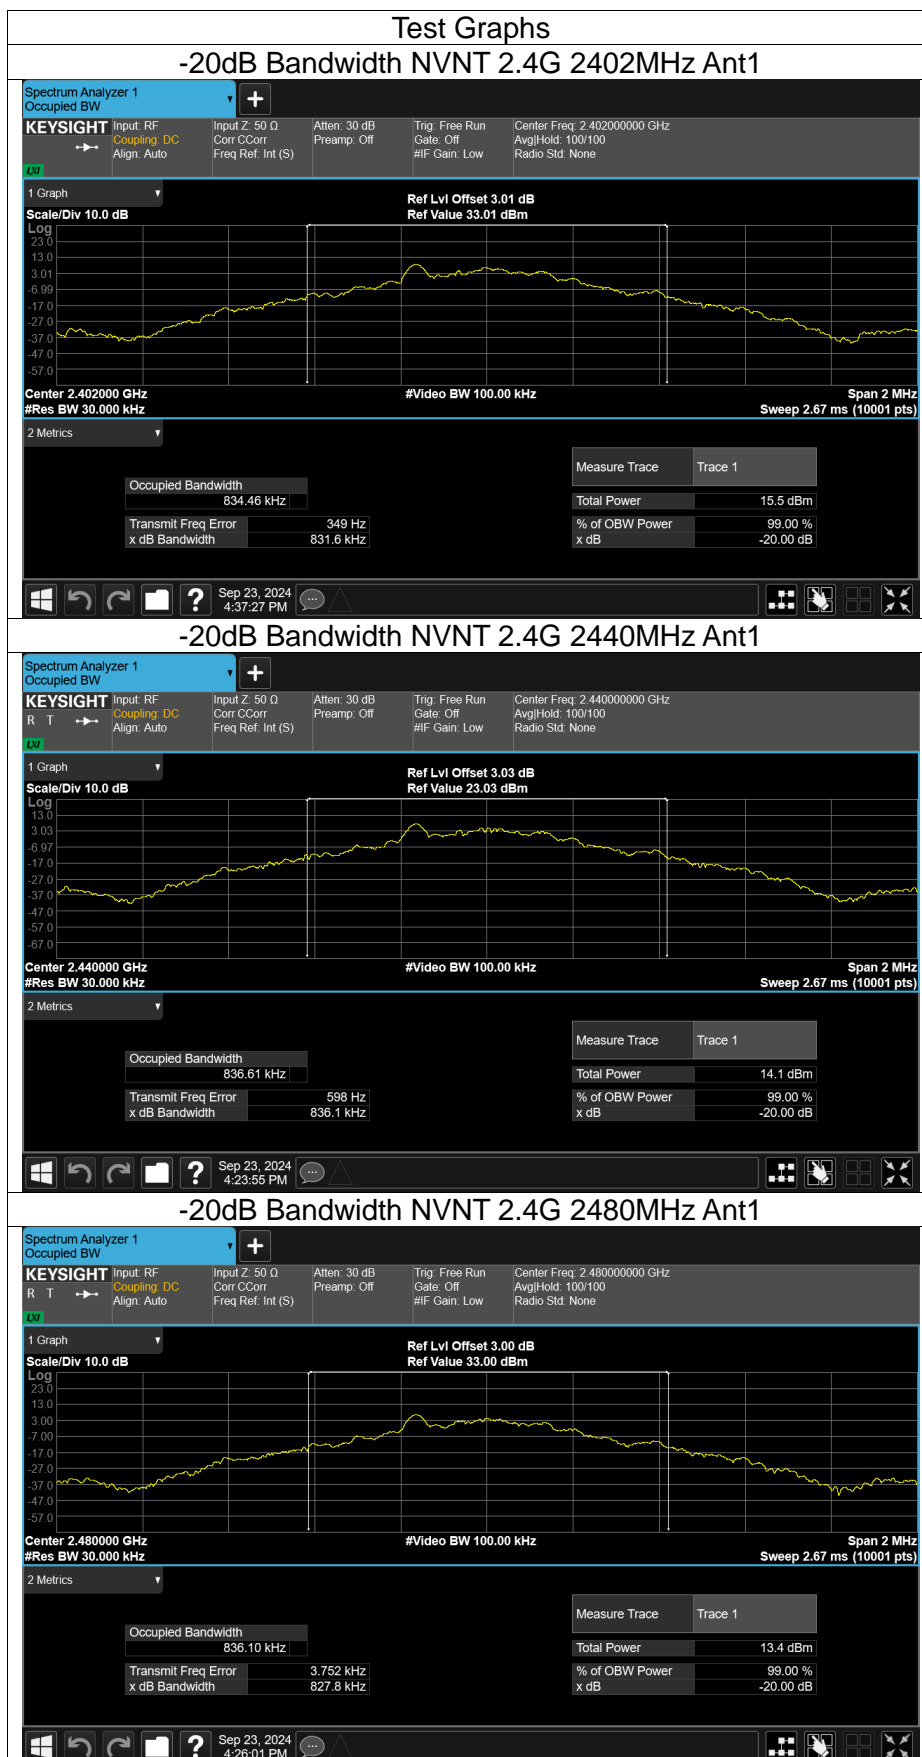 Test Graphs
-20dB Bandwidth NVNT 2.4G 2402MHz Ant1
Spectrum Analyzer 1
Occupied BW
KEYSIGHT Input: RF Input Z: 50 Ω Atten: 30 dB Trig: Free Run Center Freq: 2.402000000 GHz
Coupling: DC Corr CCorr Preamp: Off Gate: Off Avg|Hold: 100/100
Align: Auto Freq Ref: Int (S) #IF Gain: Low Radio Std: None
LXI
1 Graph
Ref Lvl Offset 3.01 dB
Scale/Div 10.0 dB Ref Value 33.01 dBm
Log
23.0
13.0
3.01
-6.99
-17.0
-27.0
-37.0
-47.0
-57.0
Center 2.402000 GHz #Video BW 100.00 kHz Span 2 MHz
#Res BW 30.000 kHz Sweep 2.67 ms (10001 pts)
2 Metrics
Measure Trace Trace 1
Occupied Bandwidth
834.46 kHz Total Power 15.5 dBm
Transmit Freq Error 349 Hz % of OBW Power 99.00 %
x dB Bandwidth 831.6 kHz x dB -20.00 dB
? Sep 23, 2024
4:37:27 PM
-20dB Bandwidth NVNT 2.4G 2440MHz Ant1
Spectrum Analyzer 1
Occupied BW
KEYSIGHT Input: RF Input Z: 50 Ω Atten: 30 dB Trig: Free Run Center Freq: 2.440000000 GHz
R T Coupling: DC Corr CCorr Preamp: Off Gate: Off Avg|Hold: 100/100
Align: Auto Freq Ref: Int (S) #IF Gain: Low Radio Std: None
LXI
1 Graph
Ref Lvl Offset 3.03 dB
Scale/Div 10.0 dB Ref Value 23.03 dBm
Log
13.0
3.03
-6.97
-17.0
-27.0
-37.0
-47.0
-57.0
-67.0
Center 2.440000 GHz #Video BW 100.00 kHz Span 2 MHz
#Res BW 30.000 kHz Sweep 2.67 ms (10001 pts)
2 Metrics
Measure Trace Trace 1
Occupied Bandwidth
836.61 kHz Total Power 14.1 dBm
Transmit Freq Error 598 Hz % of OBW Power 99.00 %
x dB Bandwidth 836.1 kHz x dB -20.00 dB
? Sep 23, 2024
4:23:55 PM
-20dB Bandwidth NVNT 2.4G 2480MHz Ant1
Spectrum Analyzer 1
Occupied BW
KEYSIGHT Input: RF Input Z: 50 Ω Atten: 30 dB Trig: Free Run Center Freq: 2.480000000 GHz
R T Coupling: DC Corr CCorr Preamp: Off Gate: Off Avg|Hold: 100/100
Align: Auto Freq Ref: Int (S) #IF Gain: Low Radio Std: None
LXI
1 Graph
Ref Lvl Offset 3.00 dB
Scale/Div 10.0 dB Ref Value 33.00 dBm
Log
23.0
13.0
3.00
-7.00
-17.0
-27.0
-37.0
-47.0
-57.0
Center 2.480000 GHz #Video BW 100.00 kHz Span 2 MHz
#Res BW 30.000 kHz Sweep 2.67 ms (10001 pts)
2 Metrics
Measure Trace Trace 1
Occupied Bandwidth
836.10 kHz Total Power 13.4 dBm
Transmit Freq Error 3.752 kHz % of OBW Power 99.00 %
x dB Bandwidth 827.8 kHz x dB -20.00 dB
? Sep 23, 2024
4:26:01 PM